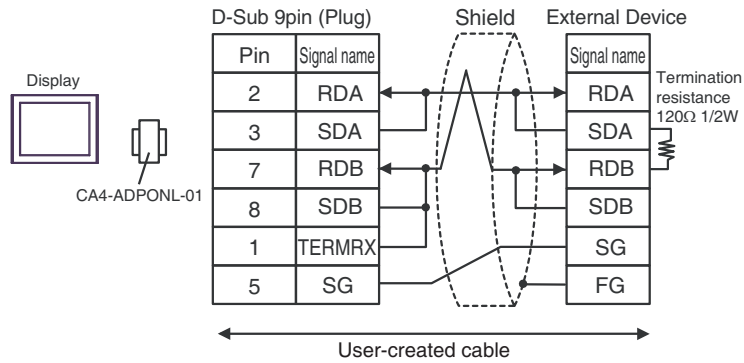 D-Sub 9pin (Plug) Shield External Device
Pin Signal name Signal name
Display
2 RDA RDA
Termination
resistance
120Ω 1/2W
3 SDA SDA
7 RDB RDB
CA4-ADPONL-01
8 SDB SDB
1 TERMRX SG
5 SG FG
User-created cable